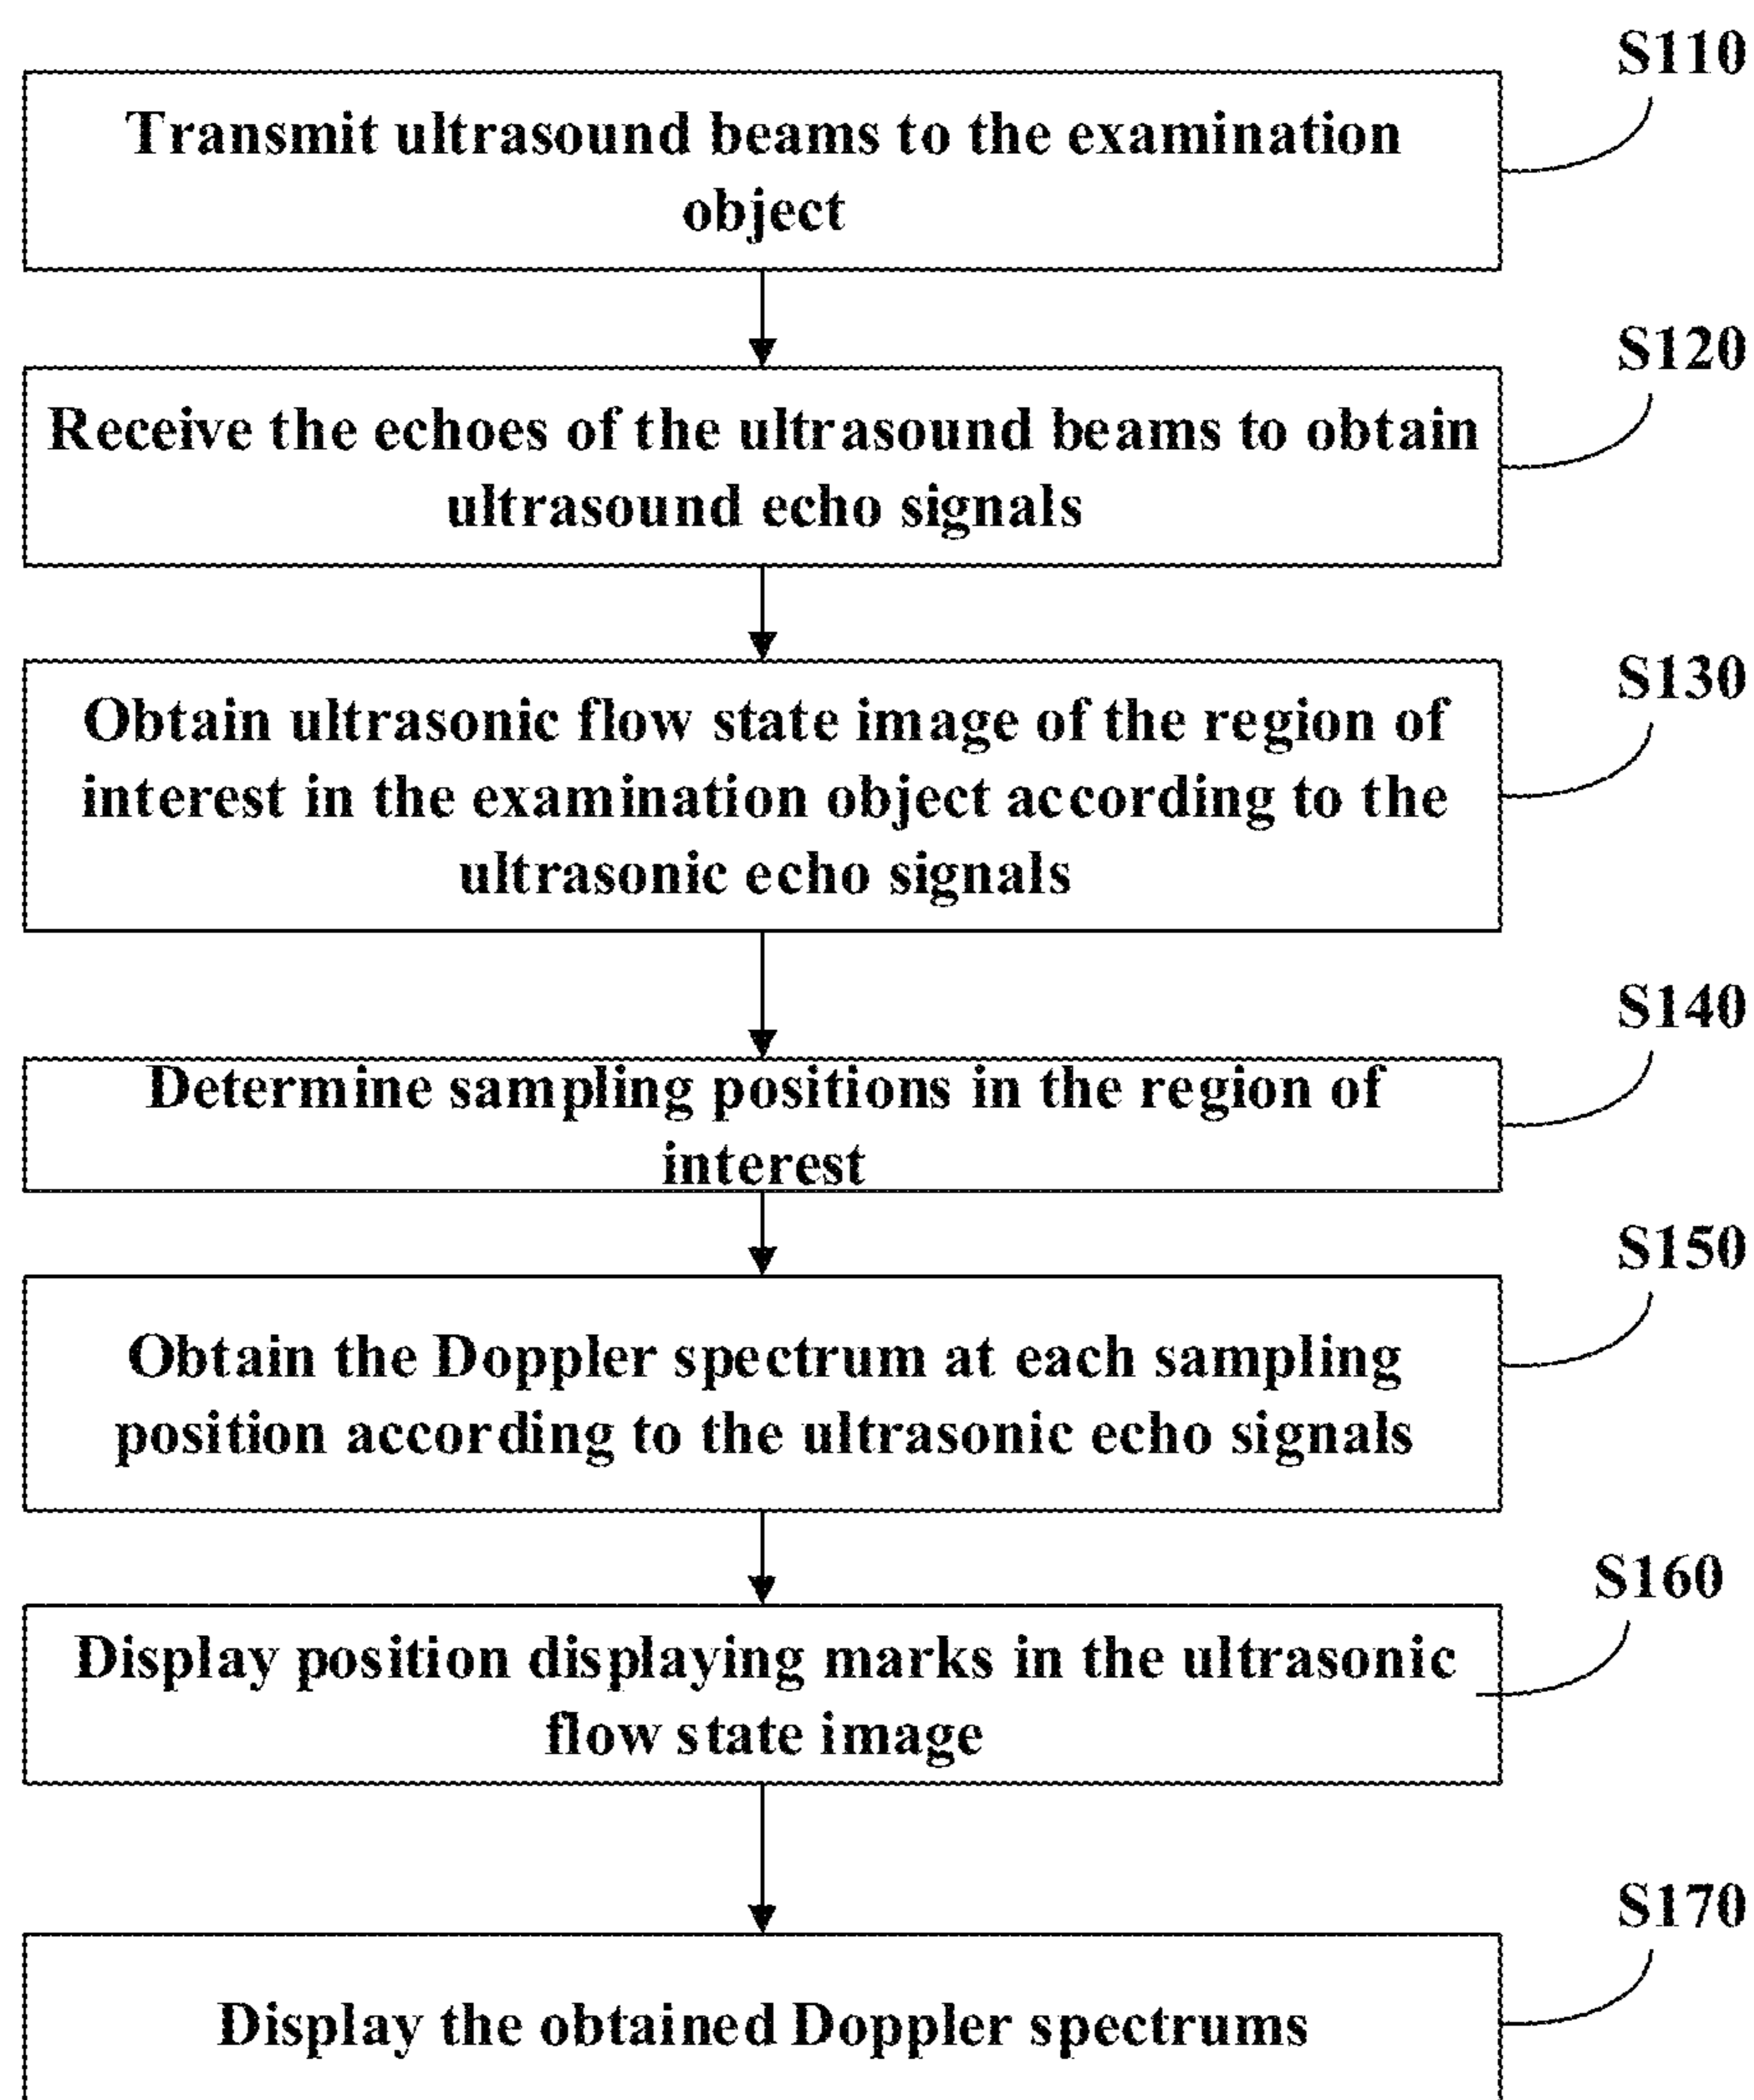 S110
Transmit ultrasound beams to the examination
object
S120
Receive the echoes of the ultrasound beams to obtain
ultrasound echo signals
S130
Obtain ultrasonic flow state image of the region of
interest in the examination object according to the
ultrasonic echo signals
S140
Determine sampling positions in the region of
interest
S150
Obtain the Doppler spectrum at each sampling
position according to the ultrasonic echo signals
S160
Display position displaying marks in the ultrasonic
flow state image
S170
Display the obtained Doppler spectrums